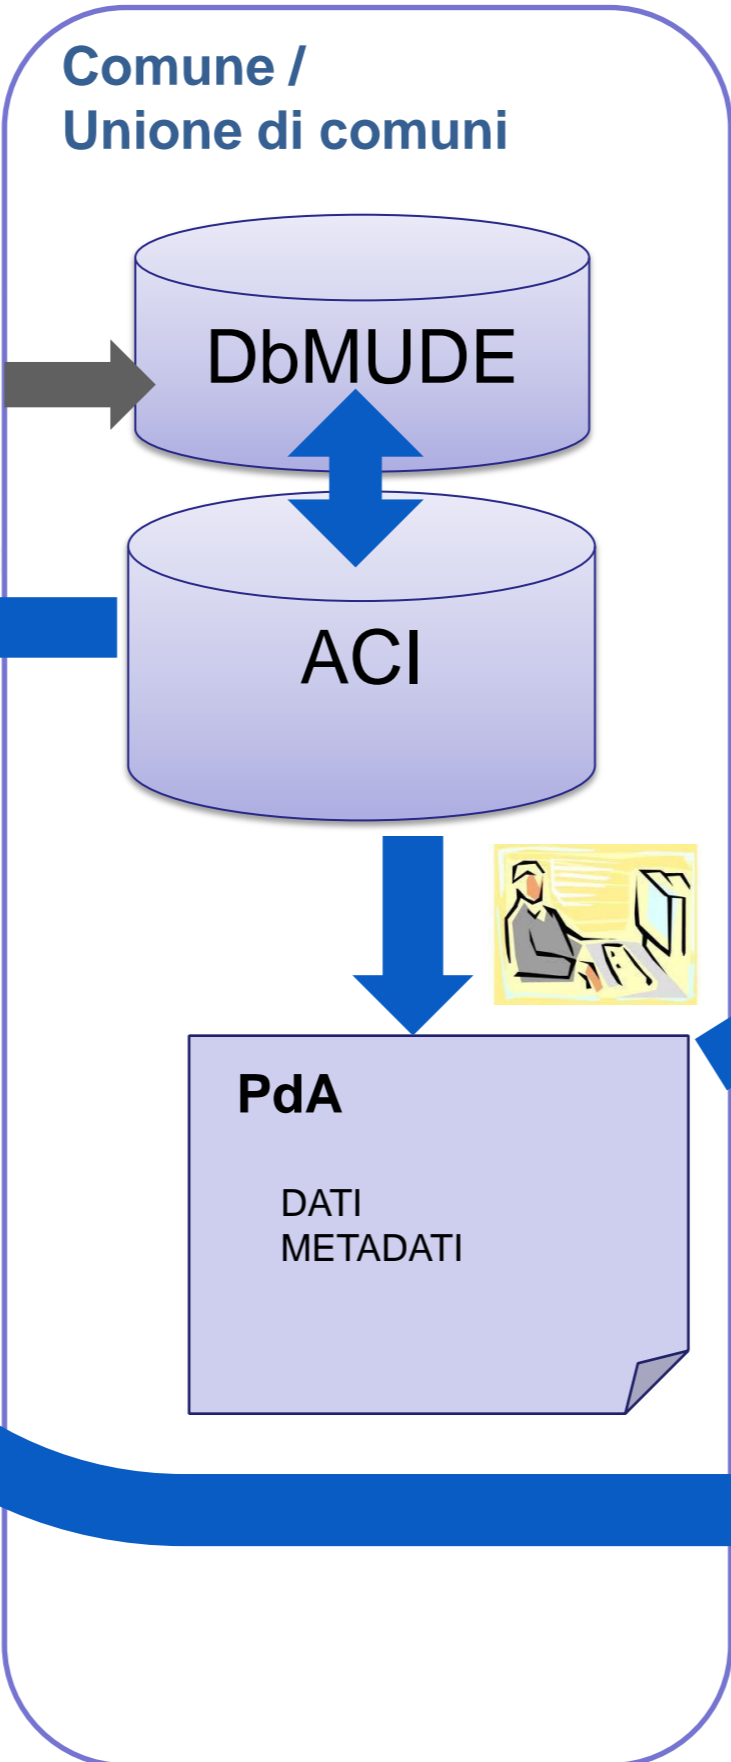 Comune /
Unione di comuni
DbMUDE
ACI
PdA
DATI
METADATI